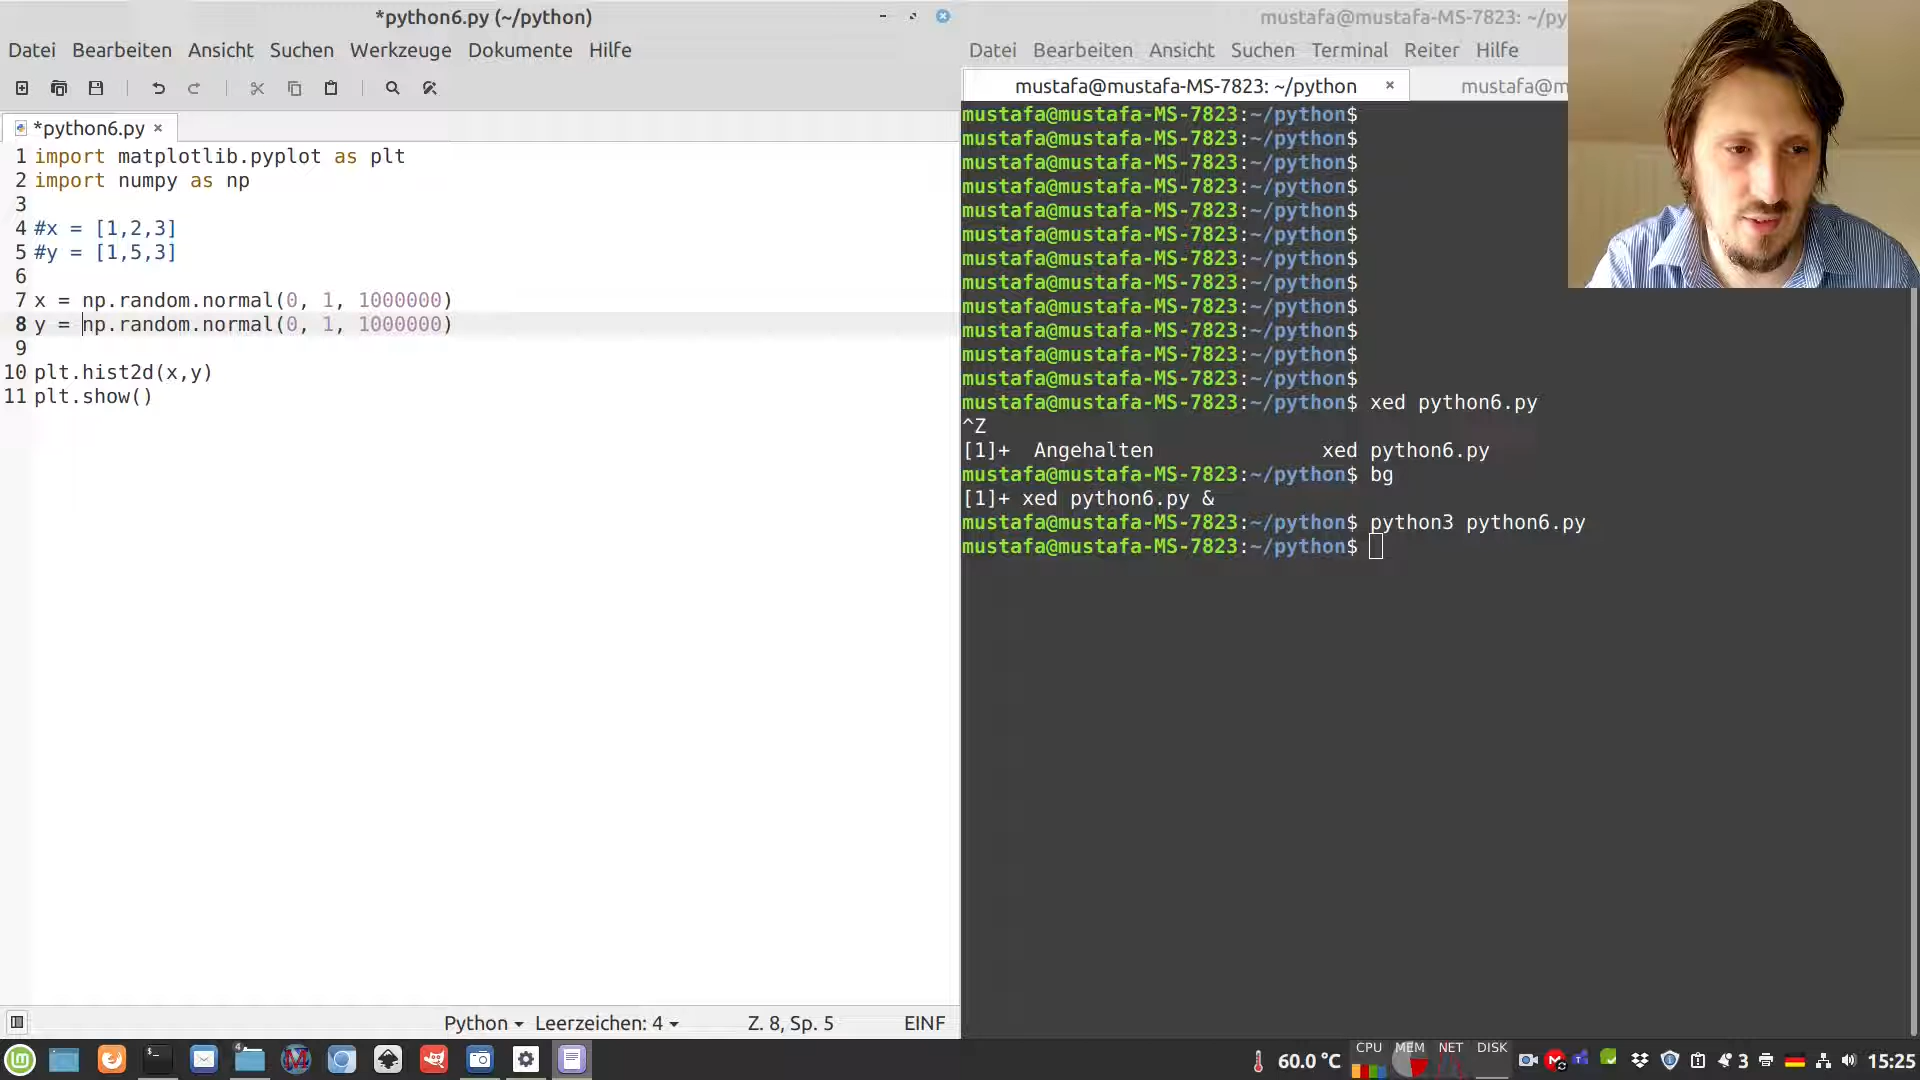 *python6.py (~/python)
Datei Bearbeiten Ansicht Suchen Werkzeuge Dokumente Hilfe
*python6.py ×
1 import matplotlib.pyplot as plt
2 import numpy as np
3
4 #x = [1,2,3]
5 #y = [1,5,3]
6
7 x = np.random.normal(0, 1, 1000000)
8 y = np.random.normal(0, 1, 1000000)
9
10 plt.hist2d(x,y)
11 plt.show()
Python Leerzeichen: 4 Z. 8, Sp. 5 EINF
mustafa@mustafa-MS-7823: ~/py
Datei Bearbeiten Ansicht Suchen Terminal Reiter Hilfe
mustafa@mustafa-MS-7823: ~/python × mustafa@m
mustafa@mustafa-MS-7823:~/python$
mustafa@mustafa-MS-7823:~/python$
mustafa@mustafa-MS-7823:~/python$
mustafa@mustafa-MS-7823:~/python$
mustafa@mustafa-MS-7823:~/python$
mustafa@mustafa-MS-7823:~/python$
mustafa@mustafa-MS-7823:~/python$
mustafa@mustafa-MS-7823:~/python$
mustafa@mustafa-MS-7823:~/python$
mustafa@mustafa-MS-7823:~/python$
mustafa@mustafa-MS-7823:~/python$
mustafa@mustafa-MS-7823:~/python$
mustafa@mustafa-MS-7823:~/python$ xed python6.py
^Z
[1]+  Angehalten              xed python6.py
mustafa@mustafa-MS-7823:~/python$ bg
[1]+ xed python6.py &
mustafa@mustafa-MS-7823:~/python$ python3 python6.py
mustafa@mustafa-MS-7823:~/python$
4
60.0 °C CPU MEM NET DISK 3 15:25